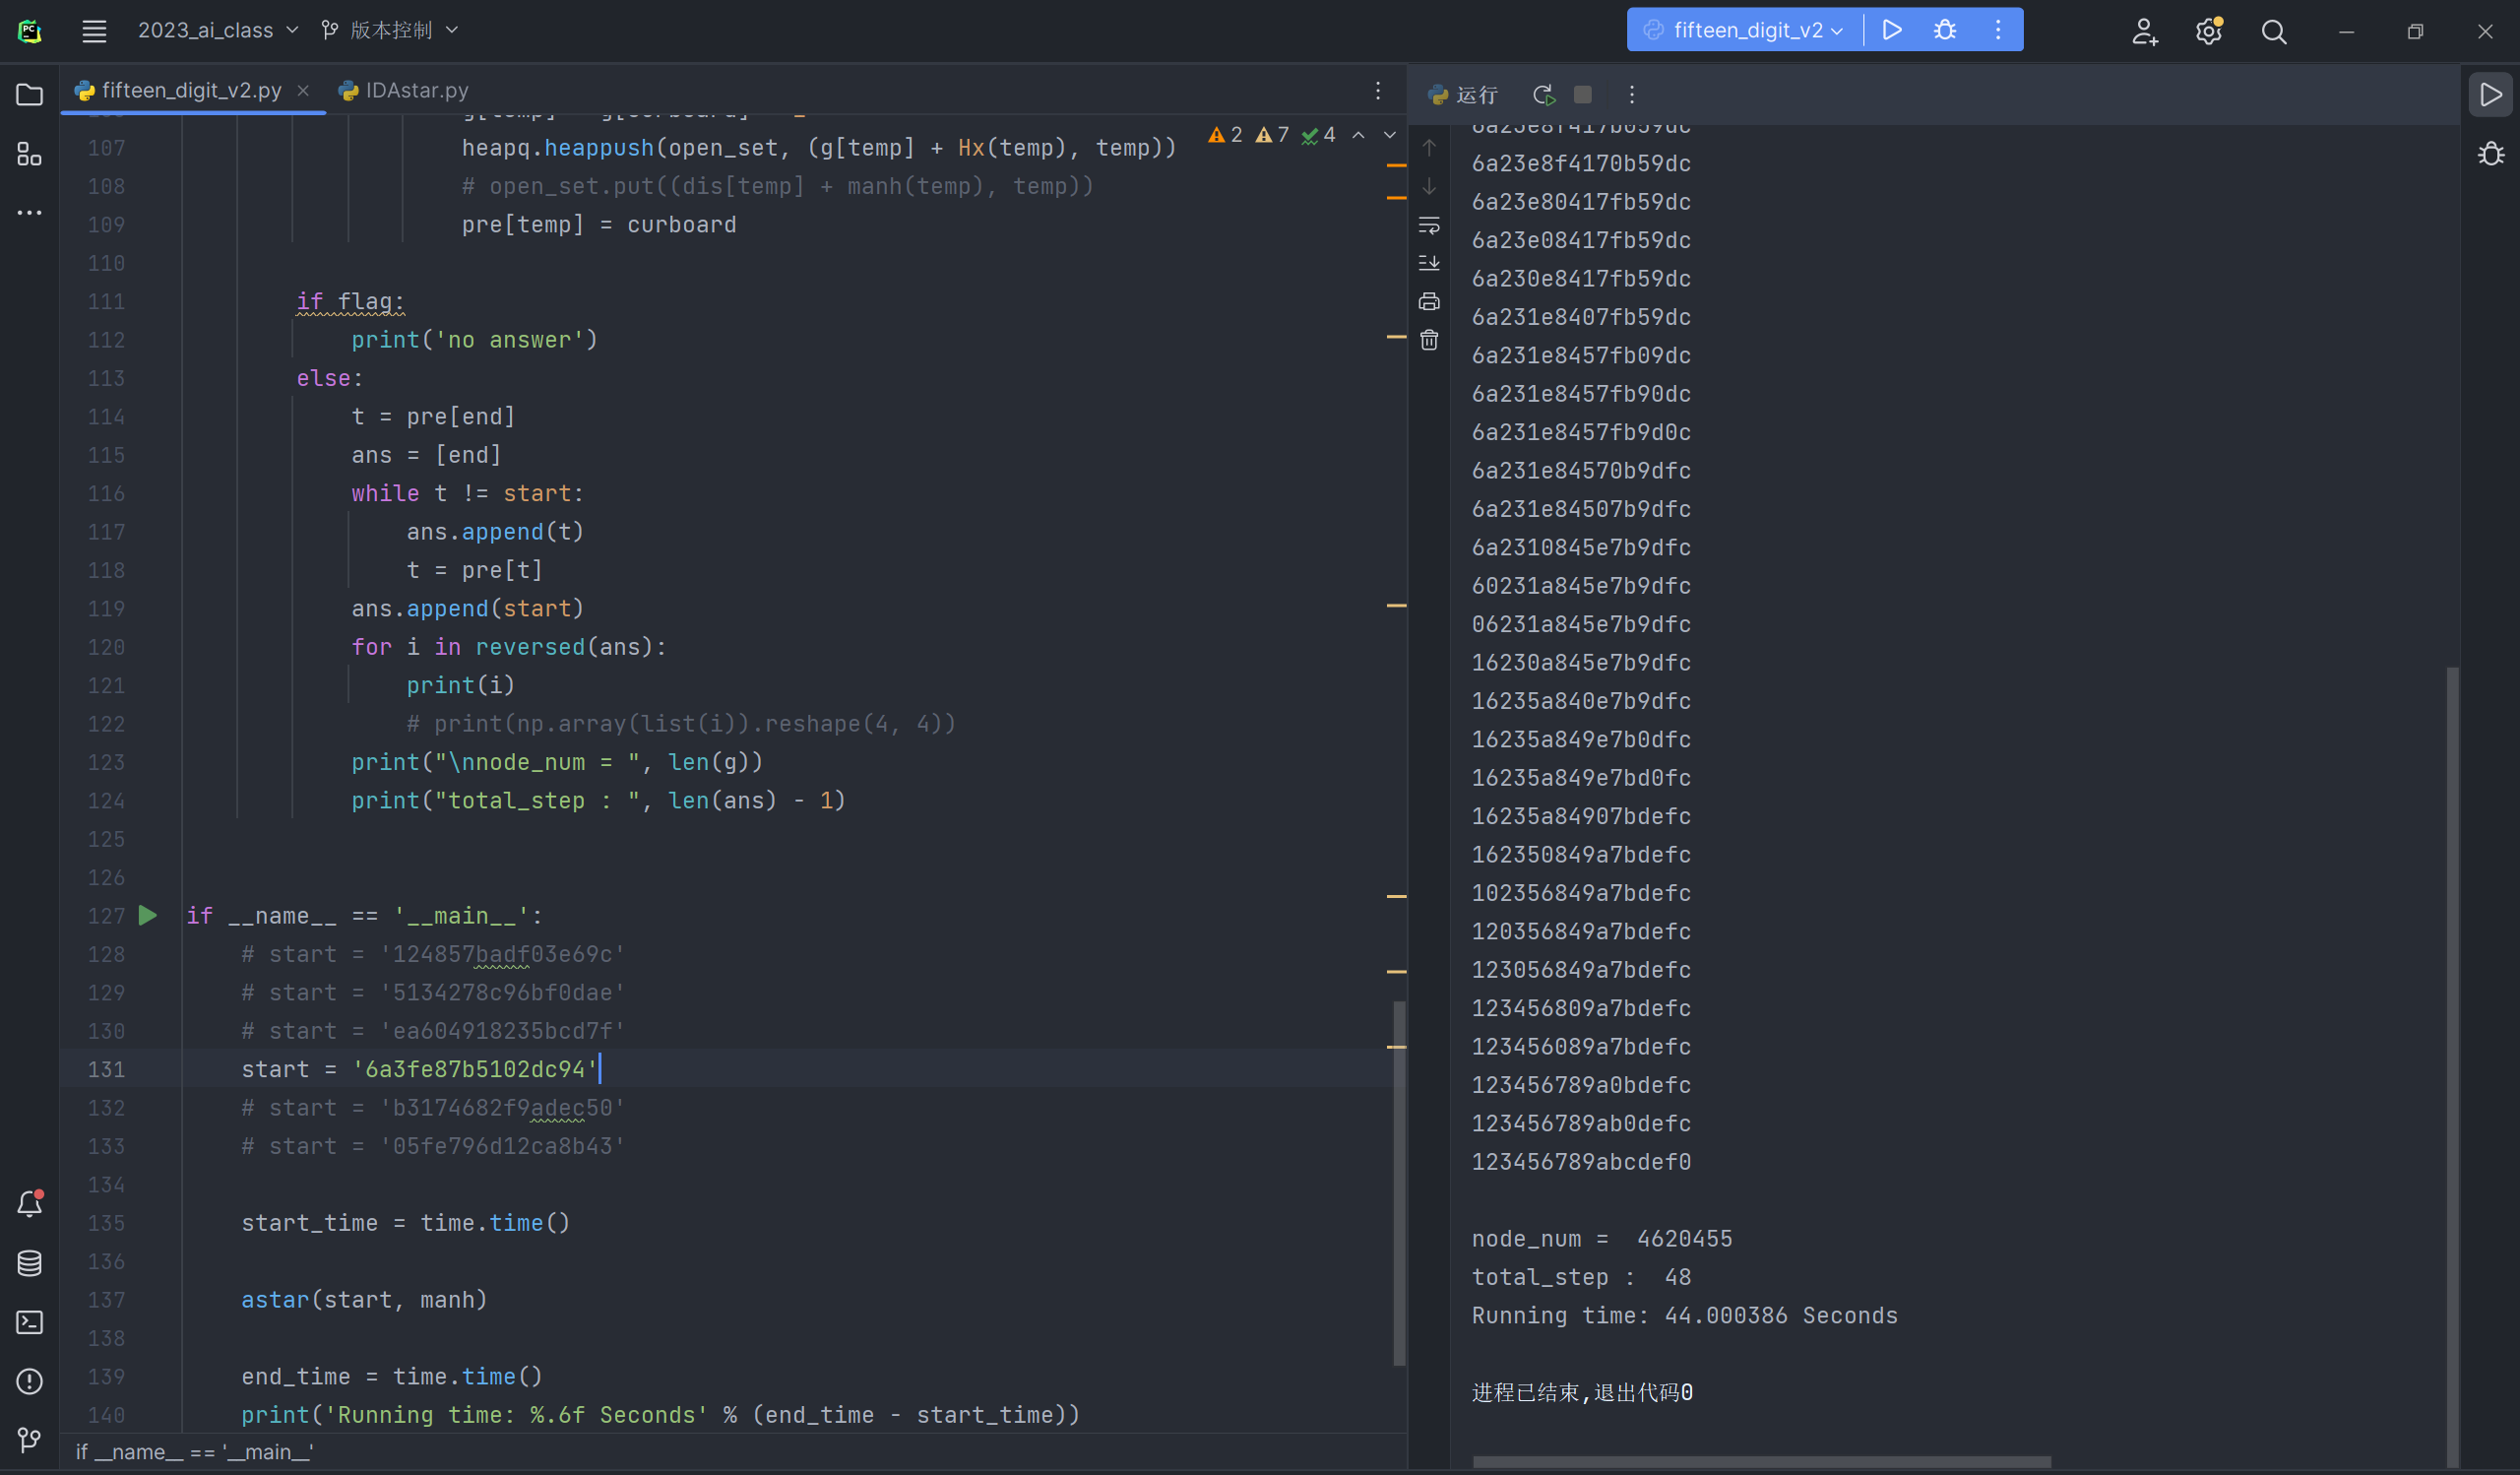 2023_ai_class
版本控制
fifteen_digit_v2
fifteen_digit_v2.py
IDAstar.py
2 7 4
107 heapq.heappush(open_set, (g[temp] + Hx(temp), temp))
108 # open_set.put((dis[temp] + manh(temp), temp))
109 pre[temp] = curboard
110
111 if flag:
112 print('no answer')
113 else:
114 t = pre[end]
115 ans = [end]
116 while t != start:
117 ans.append(t)
118 t = pre[t]
119 ans.append(start)
120 for i in reversed(ans):
121 print(i)
122 # print(np.array(list(i)).reshape(4, 4))
123 print("\nnode_num = ", len(g))
124 print("total_step : ", len(ans) - 1)
125
126
127 if __name__ == '__main__':
128 # start = '124857badf03e69c'
129 # start = '5134278c96bf0dae'
130 # start = 'ea604918235bcd7f'
131 start = '6a3fe87b5102dc94'
132 # start = 'b3174682f9adec50'
133 # start = '05fe796d12ca8b43'
134
135 start_time = time.time()
136
137 astar(start, manh)
138
139 end_time = time.time()
140 print('Running time: %.6f Seconds' % (end_time - start_time))
if __name__ == '__main__'
运行
6a23e8f4170b59dc
6a23e80417fb59dc
6a23e08417fb59dc
6a230e8417fb59dc
6a231e8407fb59dc
6a231e8457fb09dc
6a231e8457fb90dc
6a231e8457fb9d0c
6a231e84570b9dfc
6a231e84507b9dfc
6a2310845e7b9dfc
60231a845e7b9dfc
06231a845e7b9dfc
16230a845e7b9dfc
16235a840e7b9dfc
16235a849e7b0dfc
16235a849e7bd0fc
16235a84907bdefc
162350849a7bdefc
102356849a7bdefc
120356849a7bdefc
123056849a7bdefc
123456809a7bdefc
123456089a7bdefc
123456789a0bdefc
123456789ab0defc
123456789abcdef0
node_num =  4620455
total_step :  48
Running time: 44.000386 Seconds
进程已结束,退出代码0